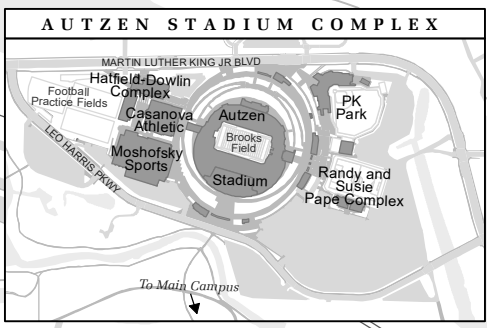 AUTZEN STADIUM COMPLEX
MARTIN LUTHER KING JR BLVD
Hatfield-Dowlin
Complex
Football
Practice Fields
Casanova
Athletic
Autzen
PK
Park
Brooks
Field
LEO HARRIS PKWY
Moshofsky
Sports
Stadium
Randy and
Susie
Pape Complex
To Main Campus